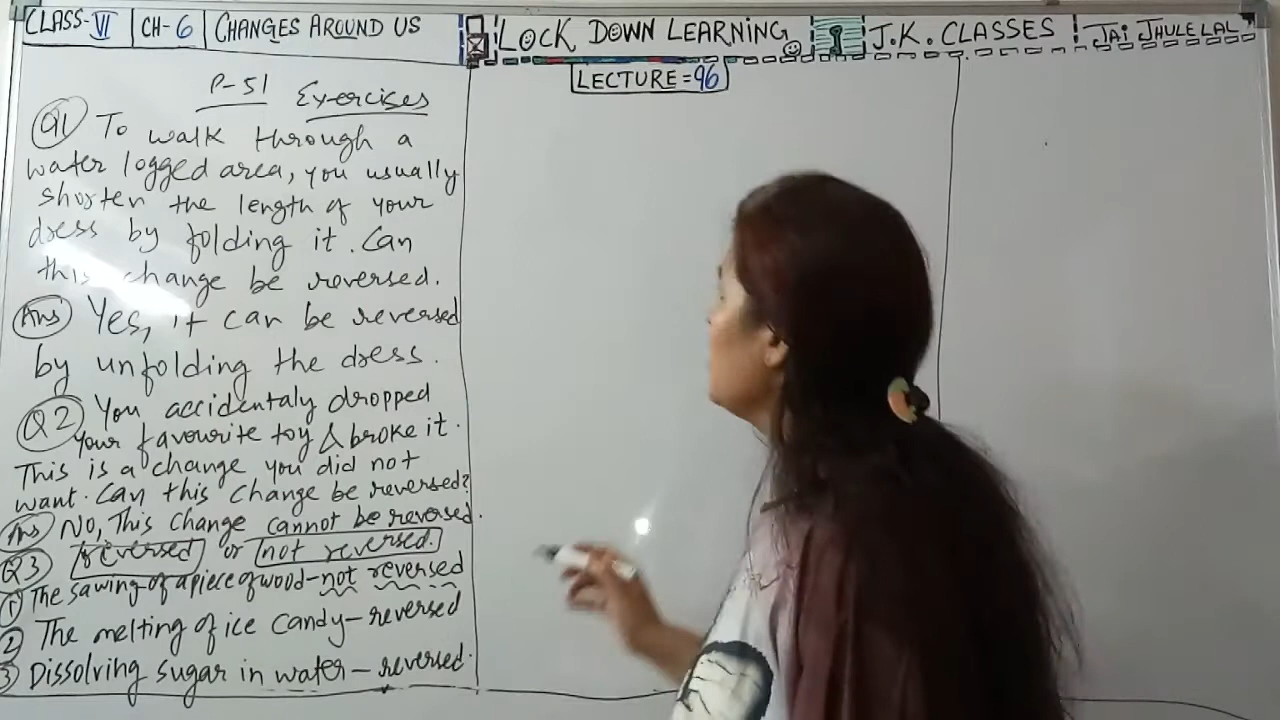 CLASS-VI CH-6 CHANGES AROUND US
LOCK DOWN LEARNING J.K. CLASSES JAI JHULELAL
LECTURE=96
P-51 Exercises
Q1 To walk through a
water logged area, you usually
shorten the length of your
dress by folding it. Can
this change be reversed.
Ans Yes, it can be reversed
by unfolding the dress.
Q2 You accidentaly dropped
your favourite toy & broke it.
This is a change you did not
want. Can this change be reversed?
Ans No, This change cannot be reversed.
Q3 reversed or not reversed.
1 The sawing of a piece of wood-not reversed
2 The melting of ice candy-reversed
3 Dissolving sugar in water-reversed.